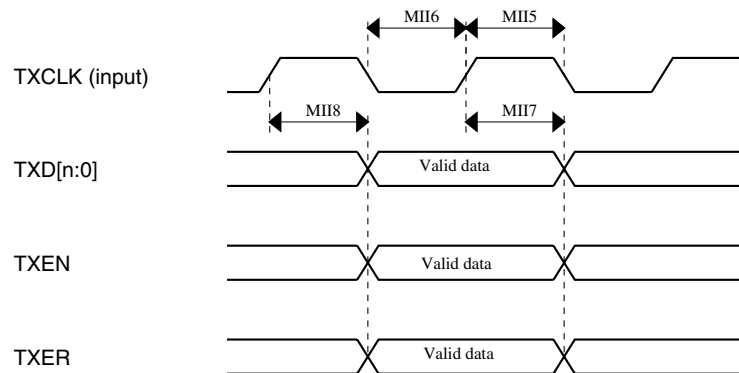 MII6 MII5
TXCLK (input)
MII8 MII7
TXD[n:0] Valid data
TXEN Valid data
TXER Valid data